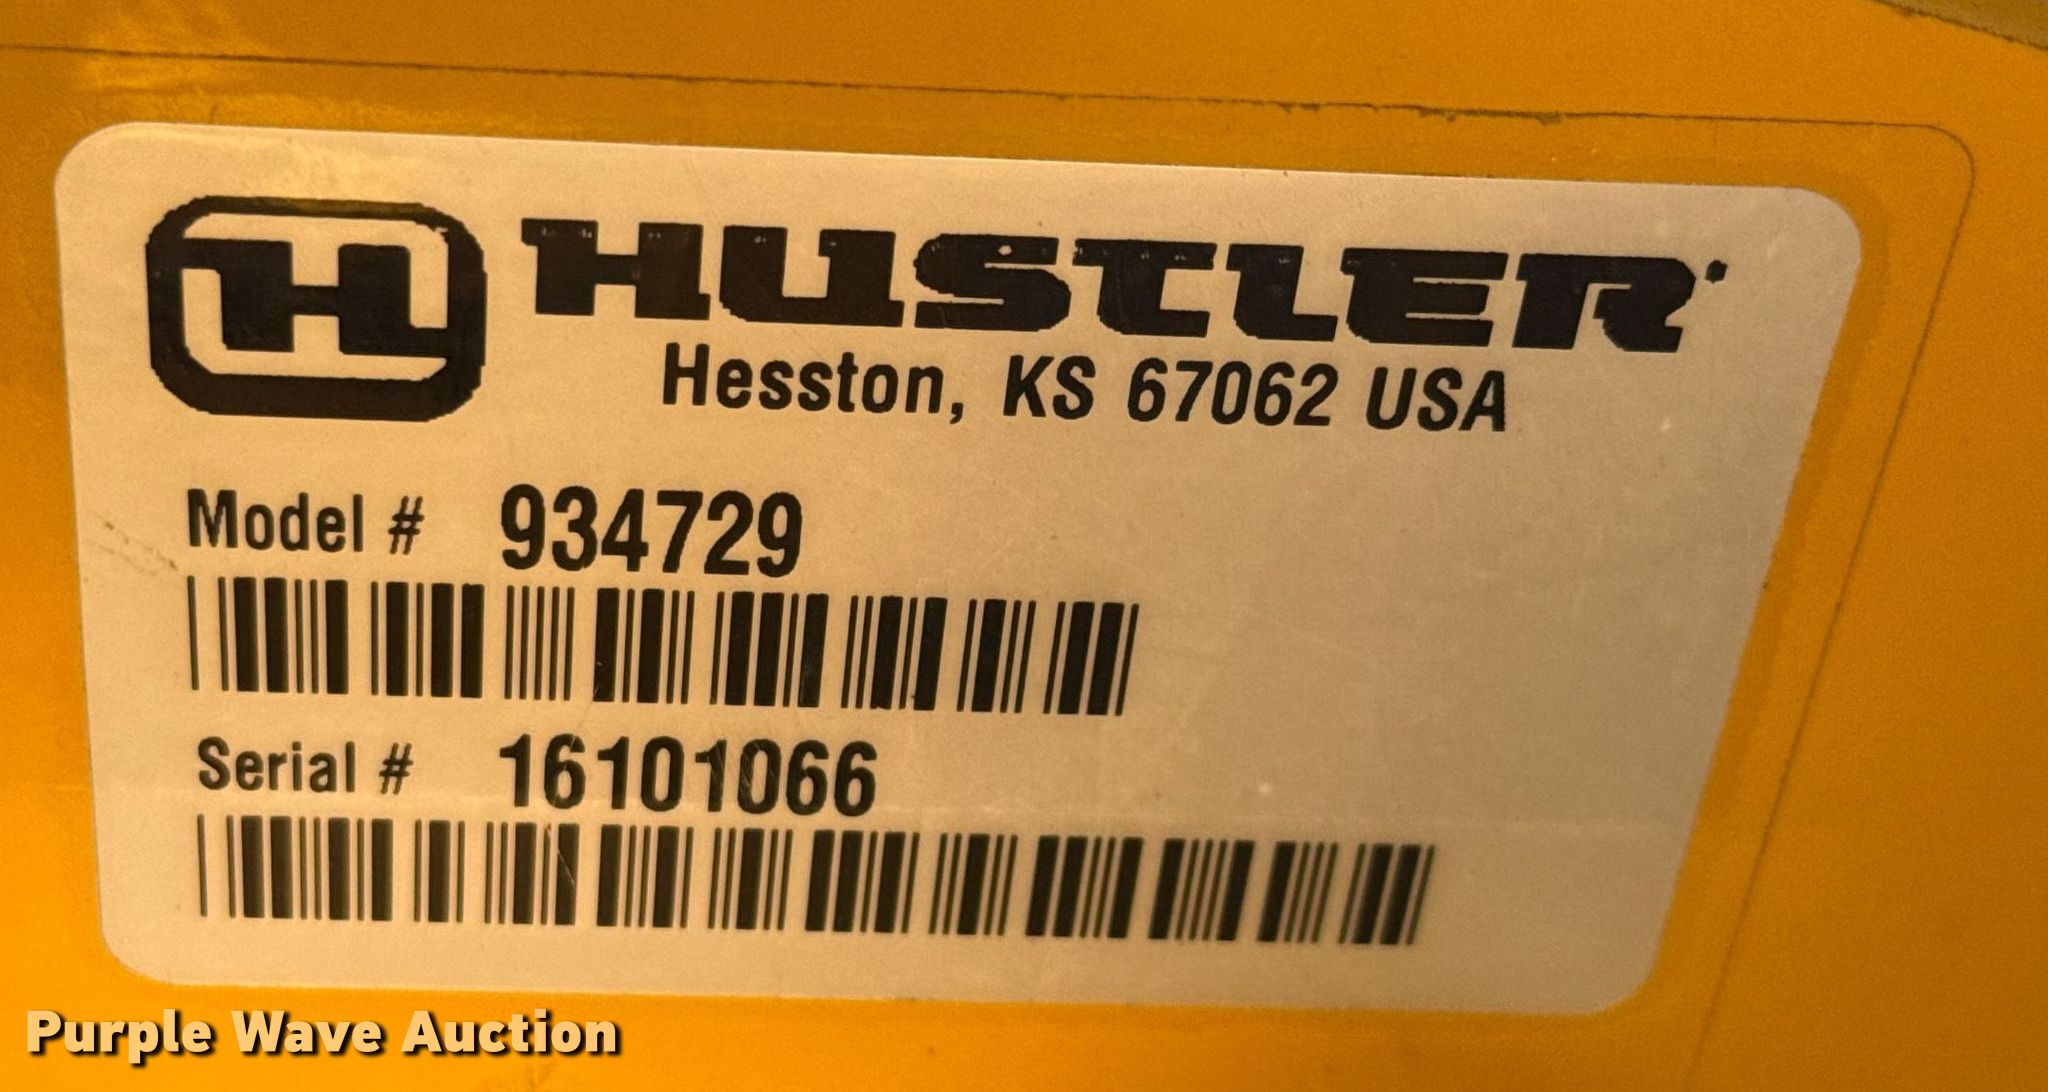 H HUSTLER
Hesston, KS 67062 USA
Model # 934729
Serial # 16101066
Purple Wave Auction